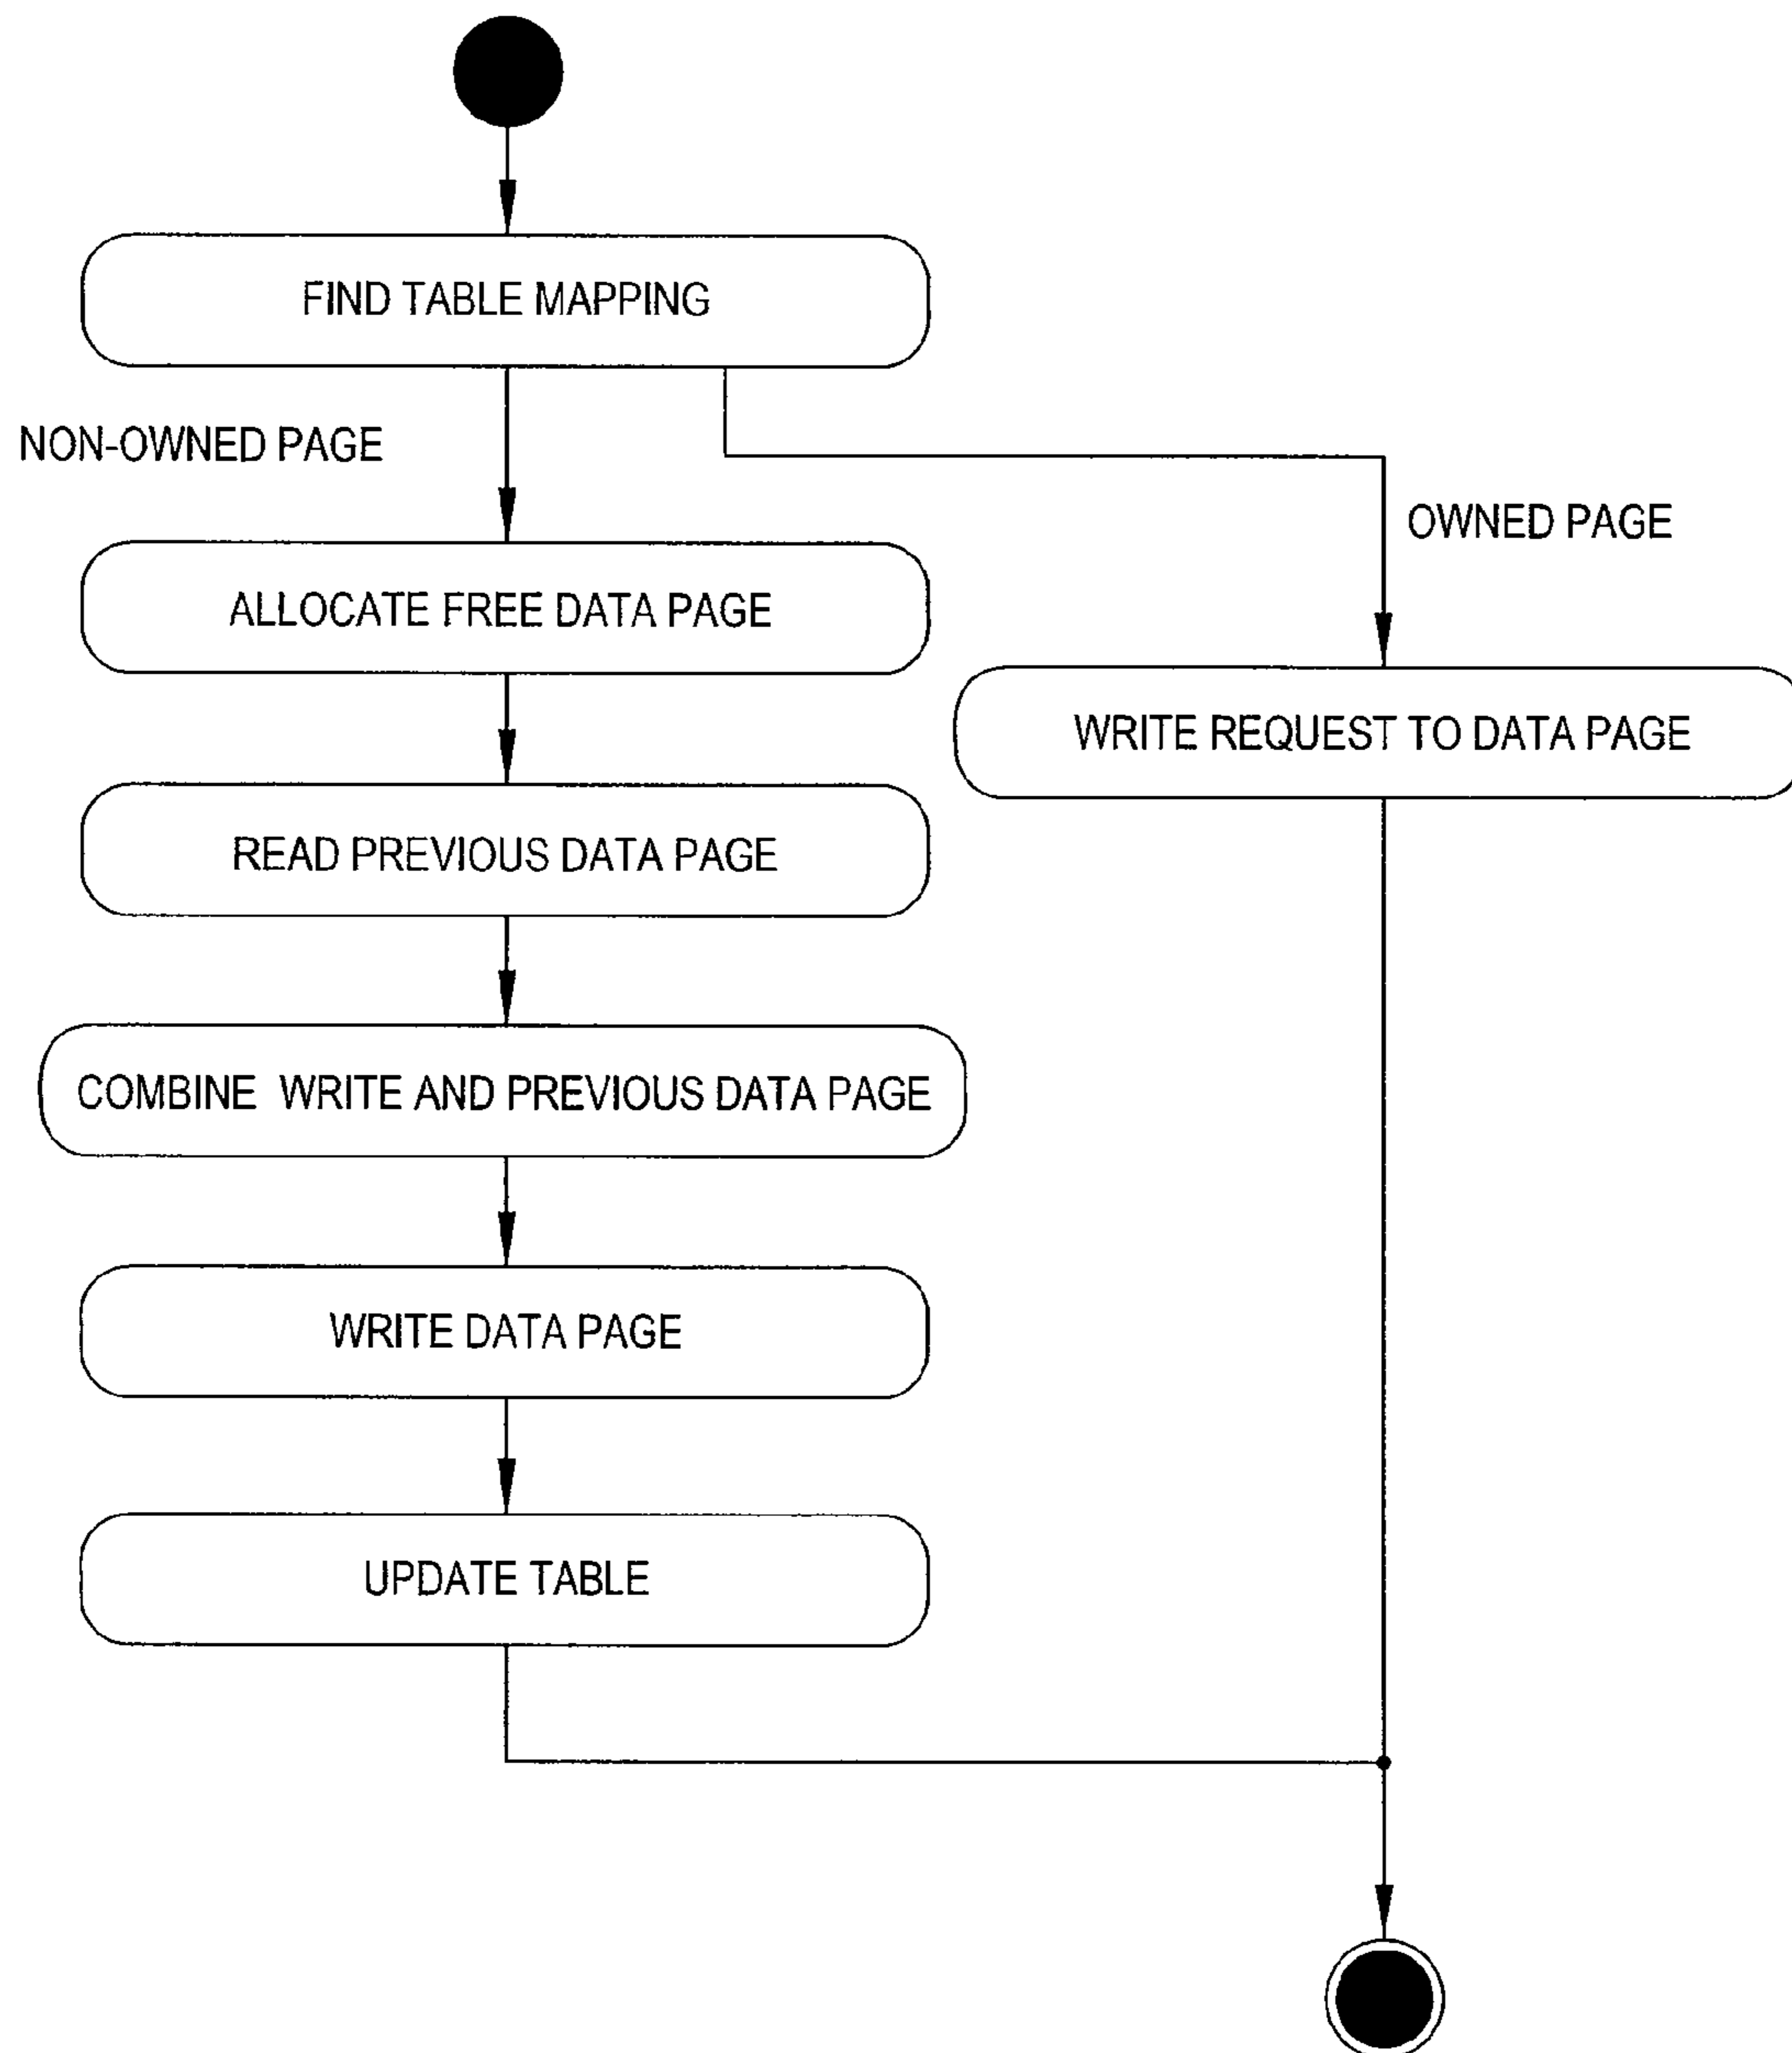 FIND TABLE MAPPING
NON-OWNED PAGE
OWNED PAGE
ALLOCATE FREE DATA PAGE
WRITE REQUEST TO DATA PAGE
READ PREVIOUS DATA PAGE
COMBINE WRITE AND PREVIOUS DATA PAGE
WRITE DATA PAGE
UPDATE TABLE